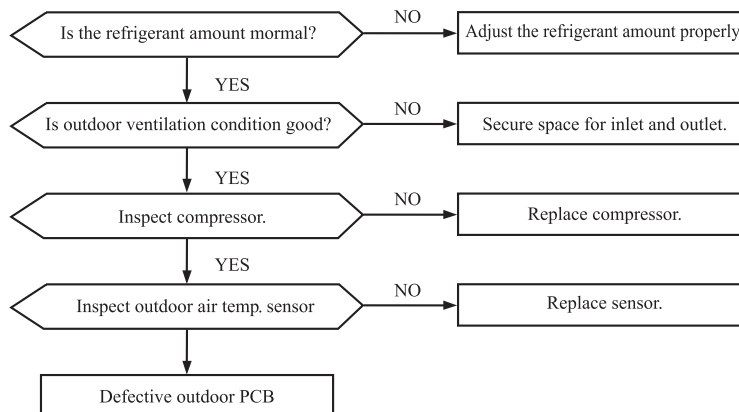 Is the refrigerant amount mormal?
NO
Adjust the refrigerant amount properly
YES
Is outdoor ventilation condition good?
NO
Secure space for inlet and outlet.
YES
Inspect compressor.
NO
Replace compressor.
YES
Inspect outdoor air temp. sensor
NO
Replace sensor.
Defective outdoor PCB